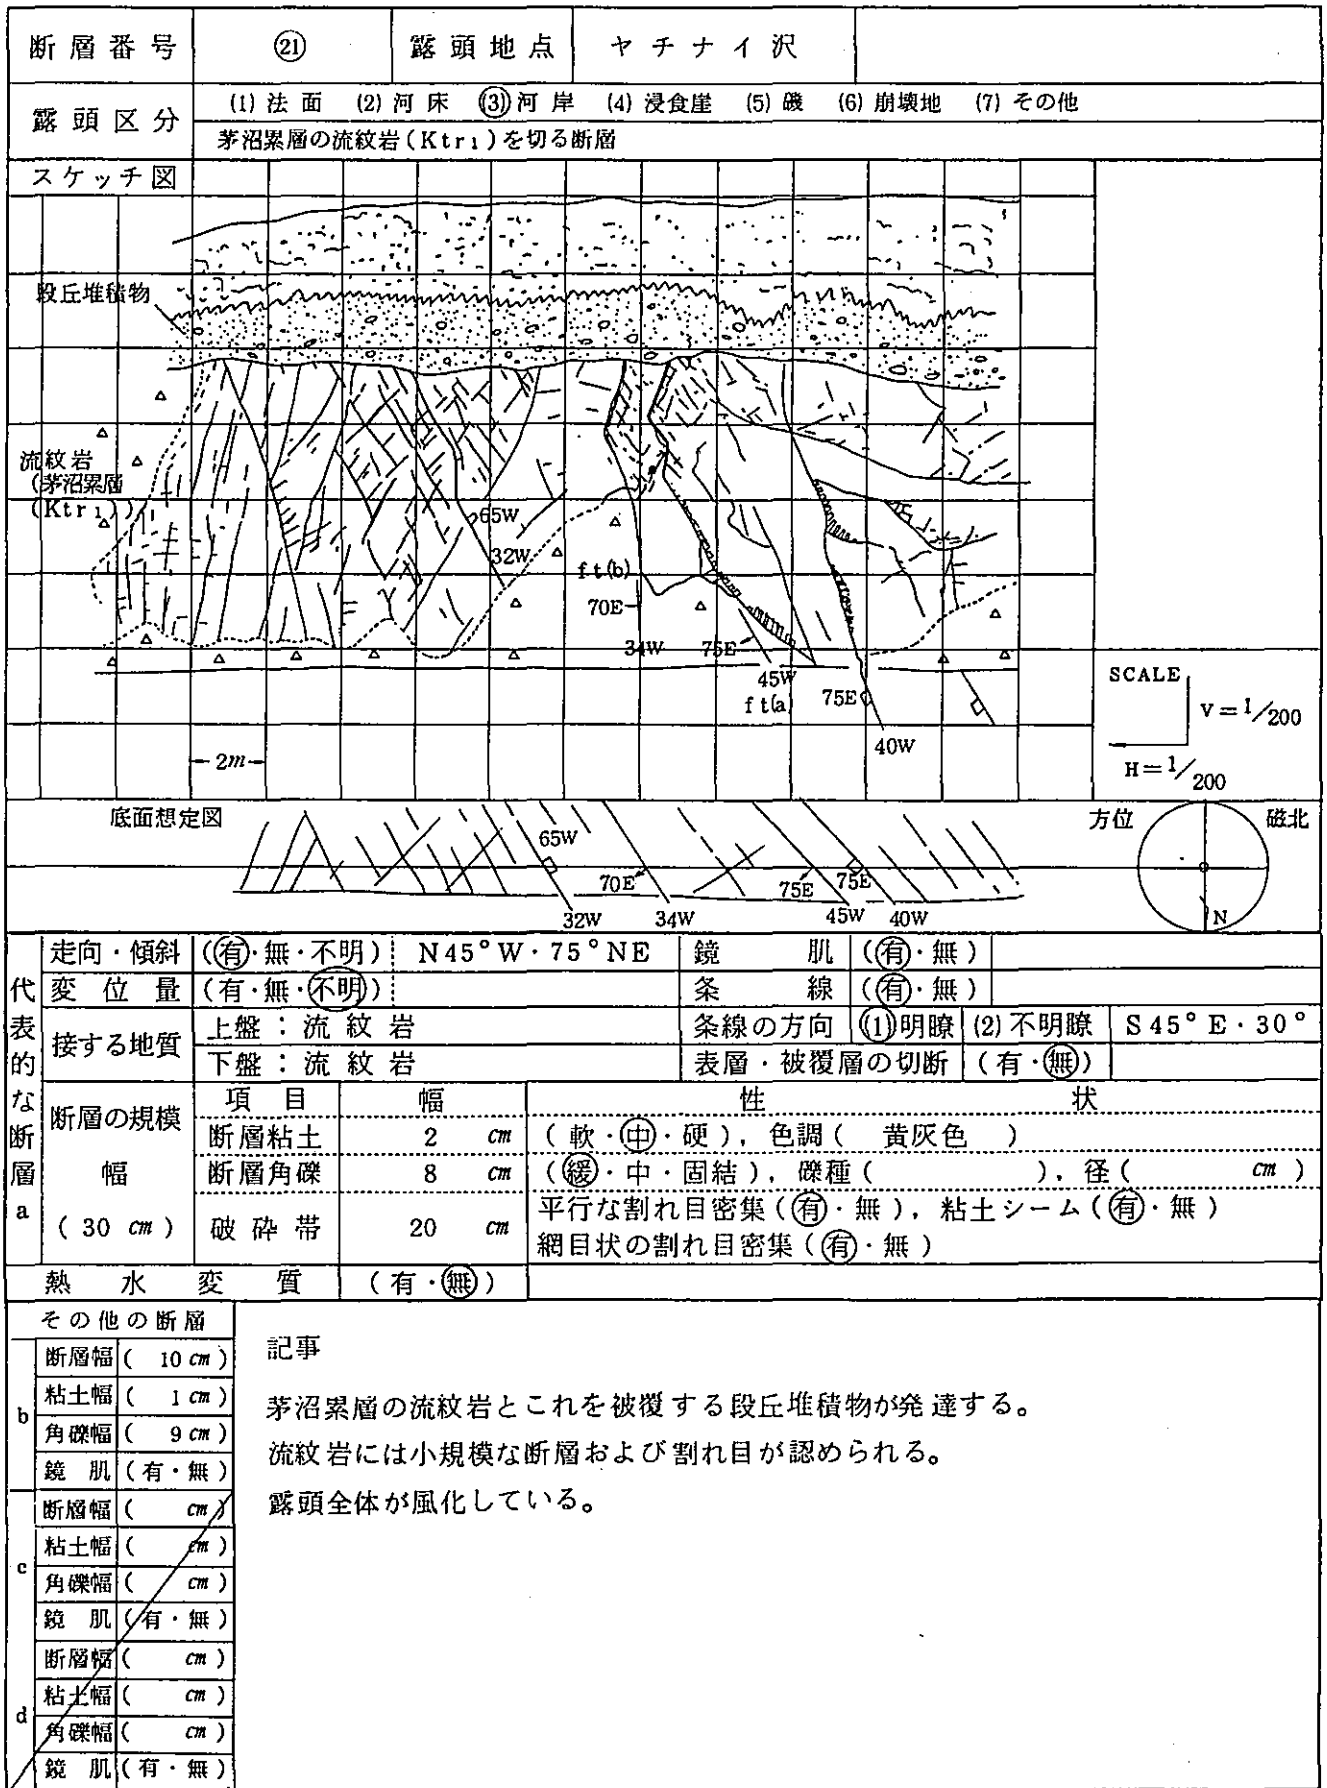 断層番号 ㉑ 露頭地点 ヤチナイ沢
露頭区分 (1) 法面 (2) 河床 (3) 河岸 (4) 浸食崖 (5) 磯 (6) 崩壊地 (7) その他
茅沼累層の流紋岩(Ktr1)を切る断層
スケッチ図
段丘堆積物
流紋岩
(茅沼累層
(Ktr1))
65W
32W
ft(b)
70E
34W
75E
45W
ft(a)
75E
40W
2m
SCALE
V=1/200
H=1/200
底面想定図
65W
70E
75E
75E
32W
34W
45W
40W
方位
磁北
N
代表的な断層a
走向・傾斜 (有・無・不明) N45°W・75°NE 鏡肌 (有・無)
変位量 (有・無・不明) 条線 (有・無)
接する地質 上盤:流紋岩 条線の方向 (1)明瞭 (2)不明瞭 S45°E・30°
下盤:流紋岩 表層・被覆層の切断 (有・無)
断層の規模 項目 幅 性状
断層粘土 2 cm (軟・中・硬), 色調( 黄灰色 )
幅 断層角礫 8 cm (緩・中・固結), 礫種( ), 径( cm )
(30 cm) 破砕帯 20 cm 平行な割れ目密集(有・無), 粘土シーム(有・無)
網目状の割れ目密集(有・無)
熱水変質 (有・無)
その他の断層
b
断層幅( 10 cm )
粘土幅( 1 cm )
角礫幅( 9 cm )
鏡肌(有・無)
c
断層幅( cm )
粘土幅( cm )
角礫幅( cm )
鏡肌(有・無)
d
断層幅( cm )
粘土幅( cm )
角礫幅( cm )
鏡肌(有・無)
記事
茅沼累層の流紋岩とこれを被覆する段丘堆積物が発達する。
流紋岩には小規模な断層および割れ目が認められる。
露頭全体が風化している。